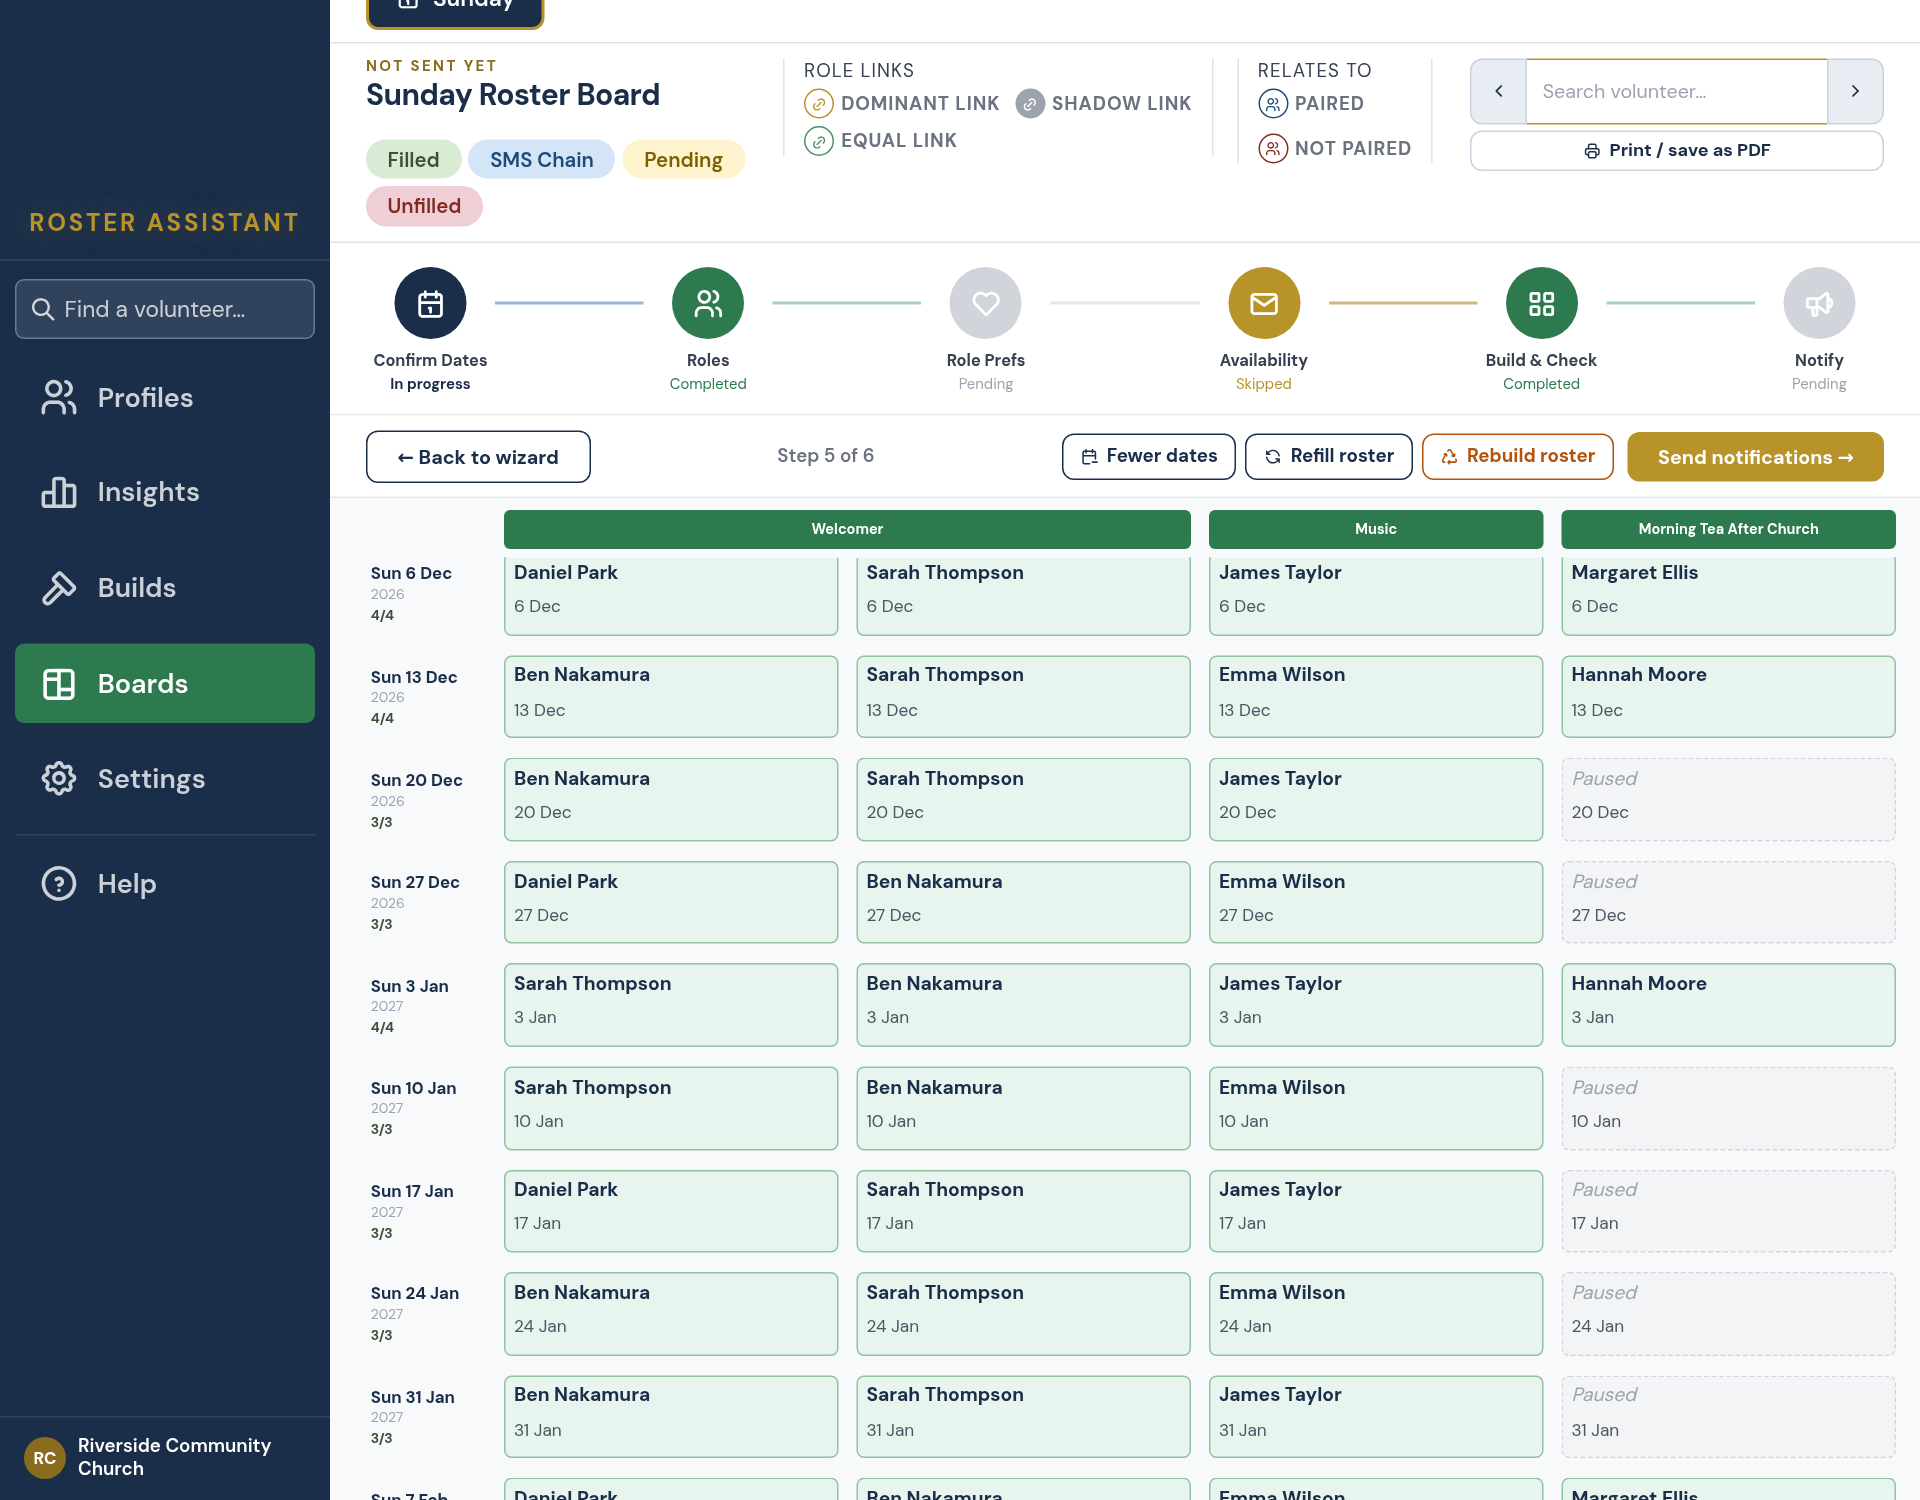 Sunday
ROSTER ASSISTANT
Find a volunteer...
Profiles
Insights
Builds
Boards
Settings
Help
RC
Riverside Community
Church
NOT SENT YET
Sunday Roster Board
Filled
SMS Chain
Pending
Unfilled
ROLE LINKS
DOMINANT LINK
SHADOW LINK
EQUAL LINK
RELATES TO
PAIRED
NOT PAIRED
Search volunteer...
Print / save as PDF
Confirm Dates
In progress
Roles
Completed
Role Prefs
Pending
Availability
Skipped
Build & Check
Completed
Notify
Pending
← Back to wizard
Step 5 of 6
Fewer dates
Refill roster
Rebuild roster
Send notifications →
Welcomer
Music
Morning Tea After Church
Sun 6 Dec
2026
4/4
Daniel Park
6 Dec
Sarah Thompson
6 Dec
James Taylor
6 Dec
Margaret Ellis
6 Dec
Sun 13 Dec
2026
4/4
Ben Nakamura
13 Dec
Sarah Thompson
13 Dec
Emma Wilson
13 Dec
Hannah Moore
13 Dec
Sun 20 Dec
2026
3/3
Ben Nakamura
20 Dec
Sarah Thompson
20 Dec
James Taylor
20 Dec
Paused
20 Dec
Sun 27 Dec
2026
3/3
Daniel Park
27 Dec
Ben Nakamura
27 Dec
Emma Wilson
27 Dec
Paused
27 Dec
Sun 3 Jan
2027
4/4
Sarah Thompson
3 Jan
Ben Nakamura
3 Jan
James Taylor
3 Jan
Hannah Moore
3 Jan
Sun 10 Jan
2027
3/3
Sarah Thompson
10 Jan
Ben Nakamura
10 Jan
Emma Wilson
10 Jan
Paused
10 Jan
Sun 17 Jan
2027
3/3
Daniel Park
17 Jan
Sarah Thompson
17 Jan
James Taylor
17 Jan
Paused
17 Jan
Sun 24 Jan
2027
3/3
Ben Nakamura
24 Jan
Sarah Thompson
24 Jan
Emma Wilson
24 Jan
Paused
24 Jan
Sun 31 Jan
2027
3/3
Ben Nakamura
31 Jan
Sarah Thompson
31 Jan
James Taylor
31 Jan
Paused
31 Jan
Sun 7 Feb
Daniel Park
Ben Nakamura
Emma Wilson
Margaret Ellis